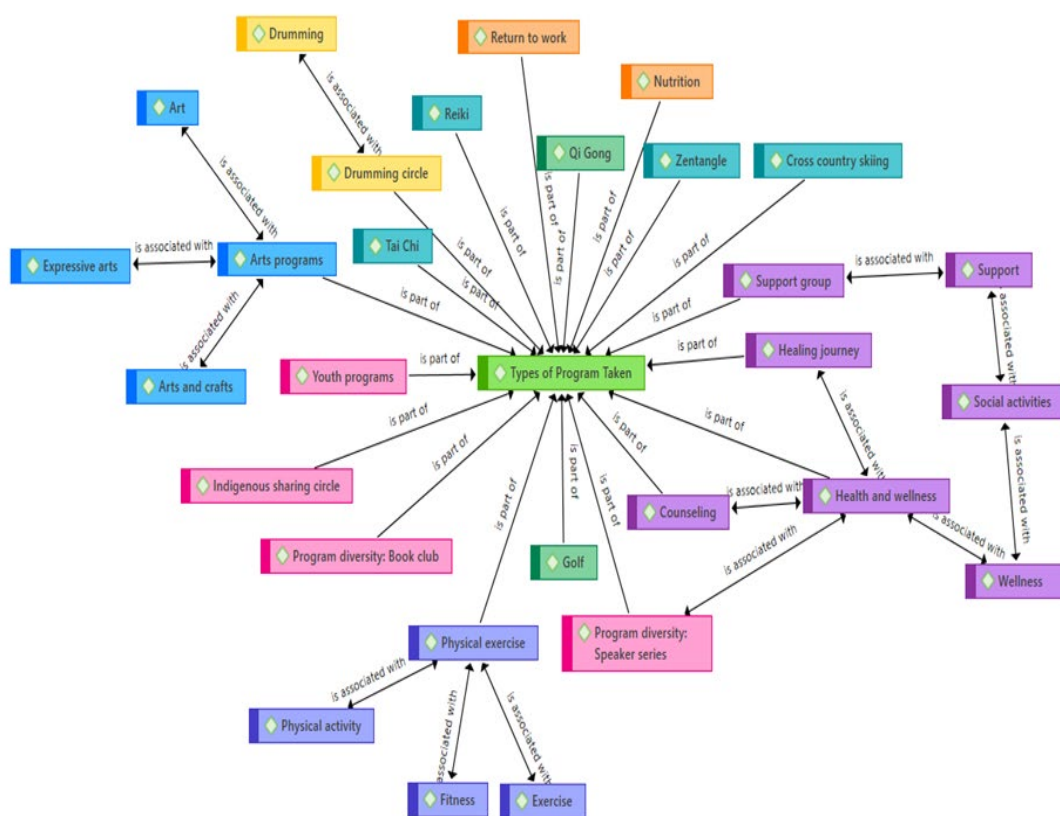 Drumming
Return to work
Nutrition
is associated with
Art
Reiki
Qi Gong
Zentangle
Cross country skiing
is associated with
Drumming circle
is part of
is part of
is part of
is part of
is part of
is part of
Expressive arts
is associated with
Arts programs
Tai Chi
is part of
is part of
is part of
Support group
is associated with
Support
is associated with
is part of
is part of
associated with
Arts and crafts
Youth programs
is part of
Types of Program Taken
is part of
Healing journey
Social activities
is part of
is part of
is part of
is part of
is associated with
is associated with
Indigenous sharing circle
is part of
is part of
is part of
Counseling
is associated with
Health and wellness
Program diversity: Book club
Golf
is associated with
is associated with
Wellness
Physical exercise
Program diversity:
Speaker series
is associated with
associated with
is associated with
Physical activity
Fitness
Exercise